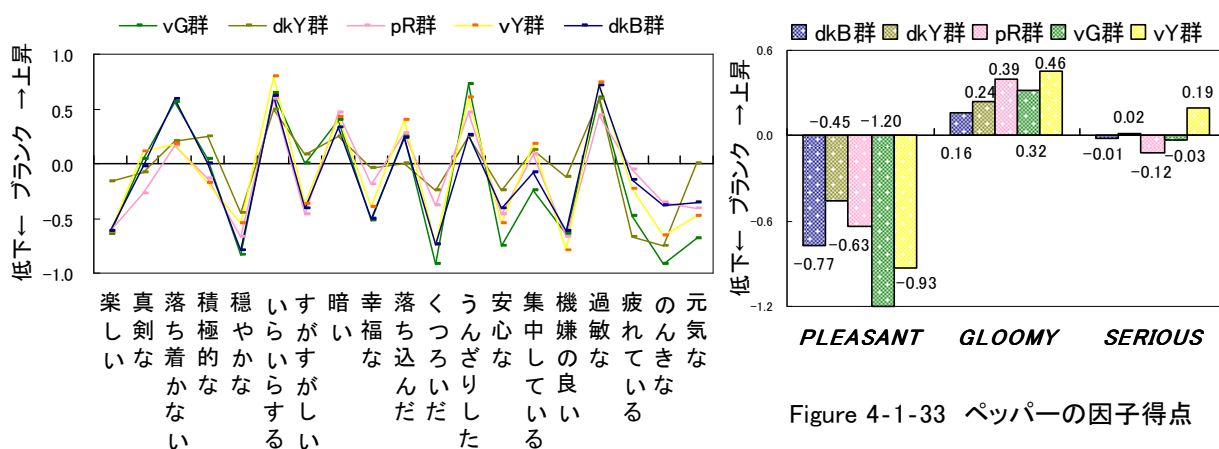 vG群 dkY群 pR群 vY群 dkB群
低下← ブランク →上昇
1.0
0.5
0.0
−0.5
−1.0
楽しい
真剣な
落ち着かない
積極的な
穏やかな
いらいらする
すがすがしい
暗い
幸福な
落ち込んだ
くつろいだ
うんざりした
安心な
集中している
機嫌の良い
過敏な
疲れている
のんきな
元気な
dkB群 dkY群 pR群 vG群 vY群
低下← ブランク →上昇
0.6
0.0
−0.6
−1.2
−0.77
−0.45
−0.63
−1.20
−0.93
0.16
0.24
0.39
0.32
0.46
−0.01
0.02
−0.12
−0.03
0.19
PLEASANT GLOOMY SERIOUS
Figure 4-1-33 ペッパーの因子得点